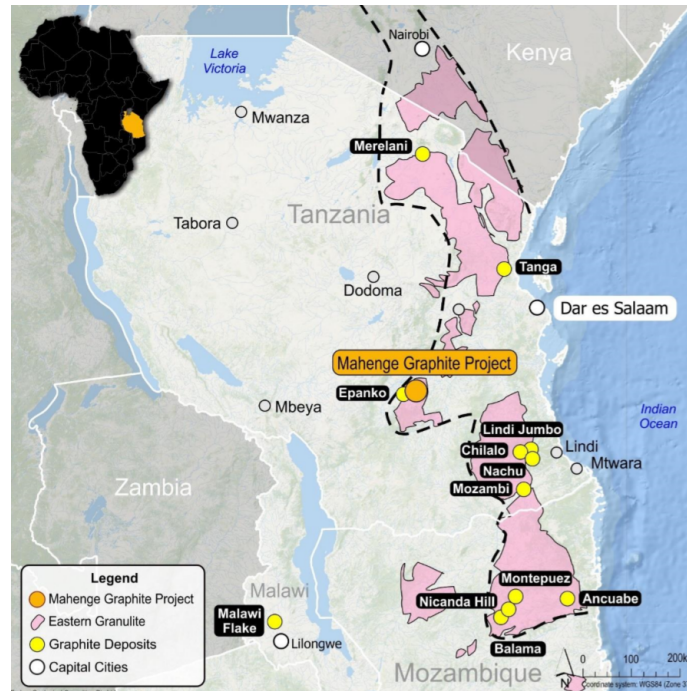 Nairobi
Kenya
Lake
Victoria
Mwanza
Merelani
Tabora
Tanzania
Tanga
Dodoma
Dar es Salaam
Mahenge Graphite Project
Epanko
Mbeya
Indian
Ocean
Lindi Jumbo
Chilalo
Lindi
Nachu
Mtwara
Mozambi
Zambia
Legend
Mahenge Graphite Project
Eastern Granulite
Graphite Deposits
Capital Cities
Malawi
Malawi
Flake
Lilongwe
Montepuez
Nicanda Hill
Ancuabe
Balama
Mozambique
N
0 100 200k
Coordinate system: WGS84 (Zone 3